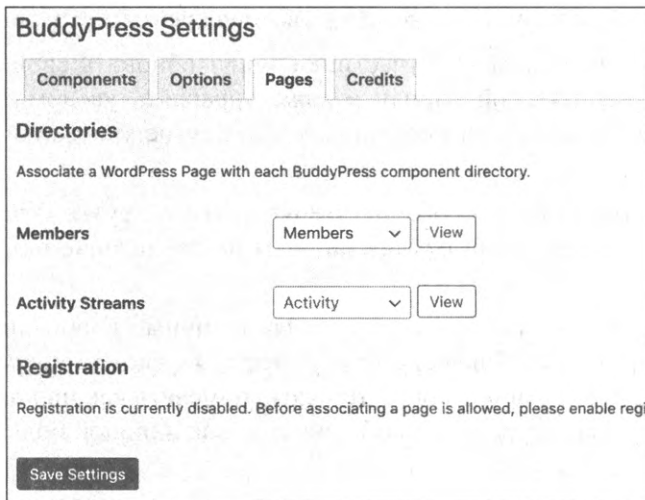 BuddyPress Settings
Components Options Pages Credits
Directories
Associate a WordPress Page with each BuddyPress component directory.
Members Members View
Activity Streams Activity View
Registration
Registration is currently disabled. Before associating a page is allowed, please enable regi
Save Settings